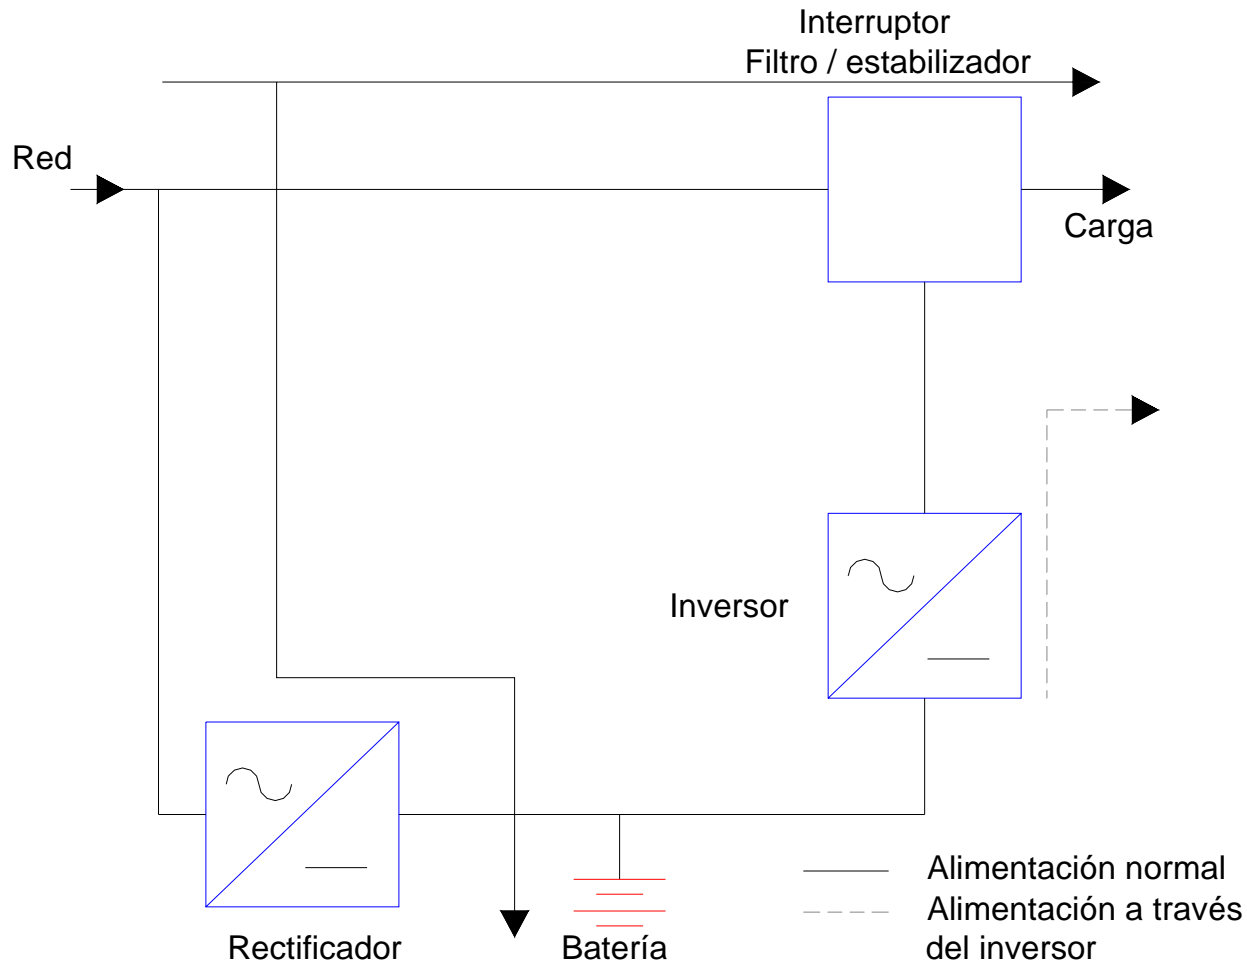 Interruptor
Filtro / estabilizador
Red
Carga
Inversor
Alimentación normal
Alimentación a través
del inversor
Rectificador
Batería